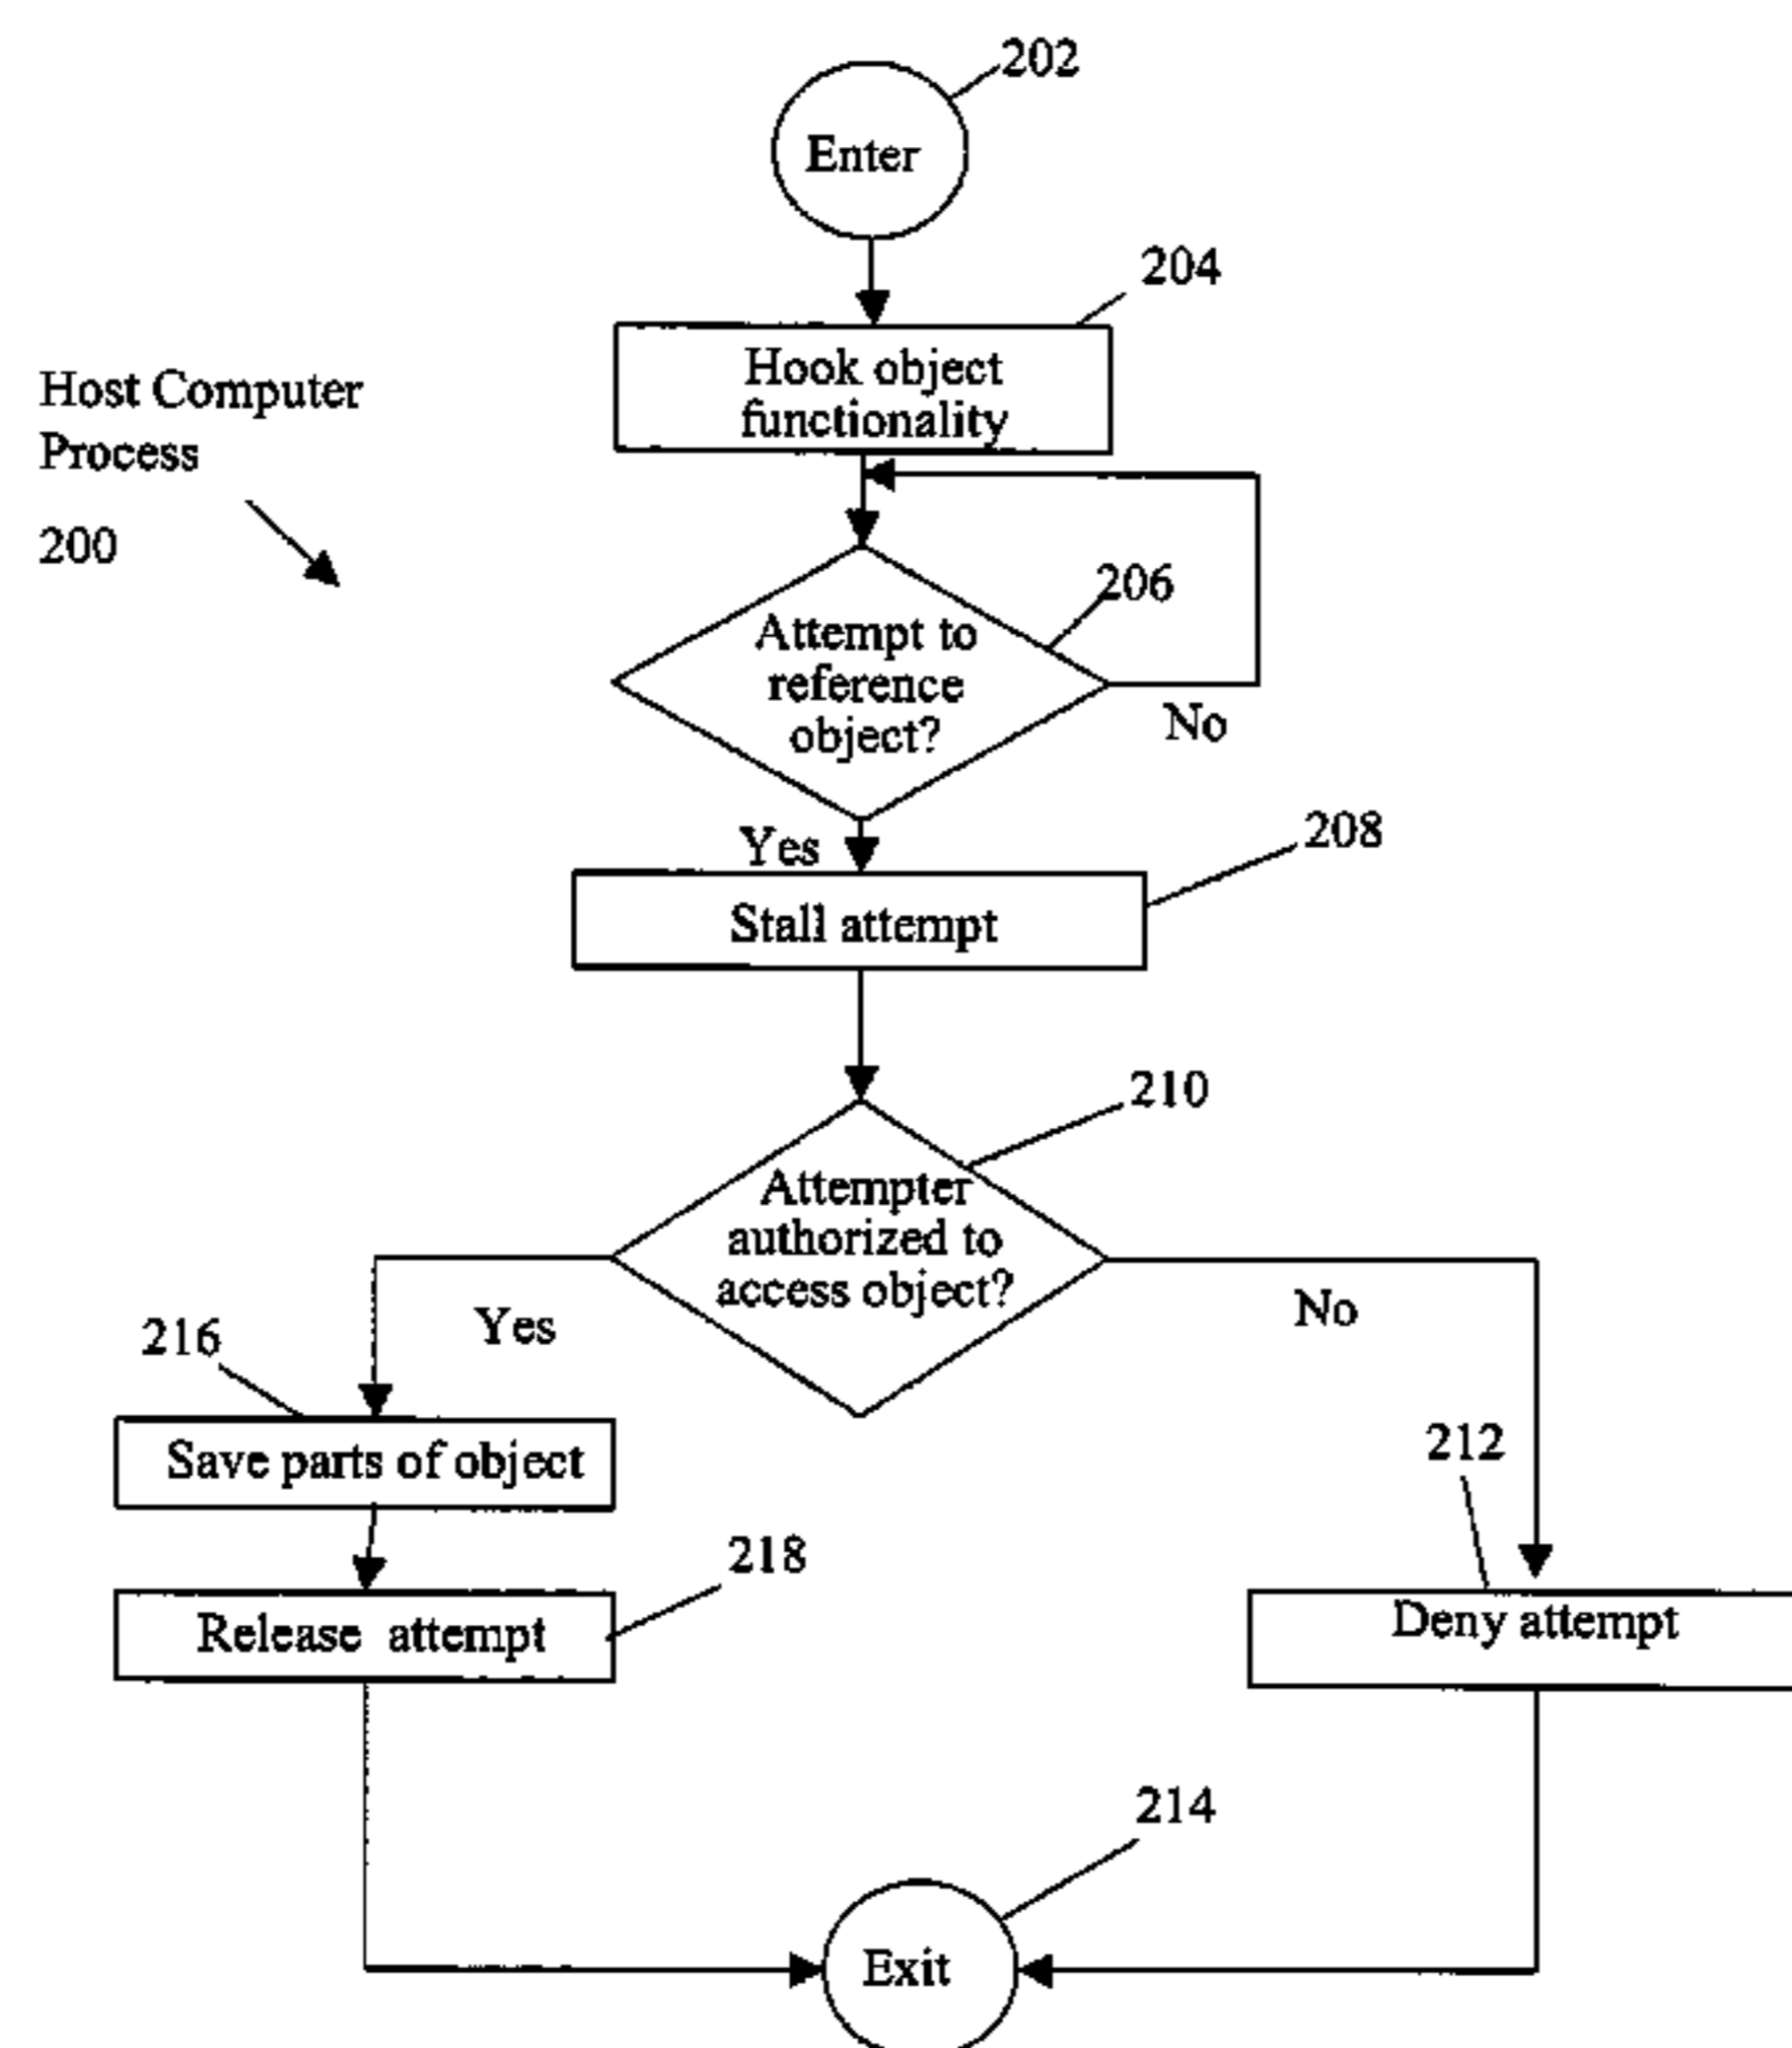 202
Enter
204
Hook object
functionality
Host Computer
Process
200
206
Attempt to
reference
object?
No
Yes
208
Stall attempt
210
Attempter
authorized to
access object?
Yes
No
216
Save parts of object
212
218
Release attempt
Deny attempt
214
Exit